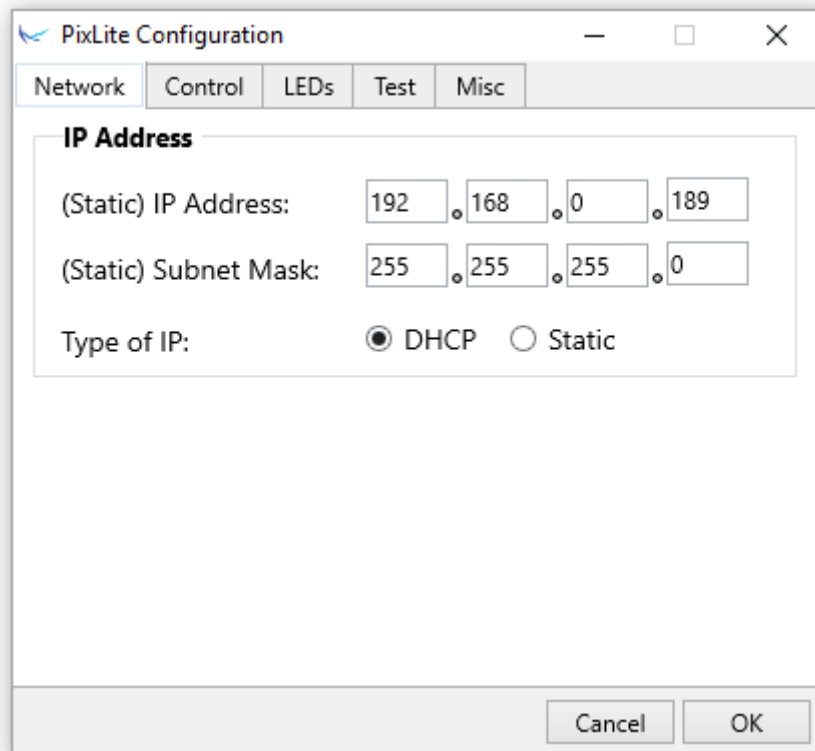 PixLite Configuration
Network Control LEDs Test Misc
IP Address
(Static) IP Address: 192 . 168 . 0 . 189
(Static) Subnet Mask: 255 . 255 . 255 . 0
Type of IP: DHCP Static
Cancel OK